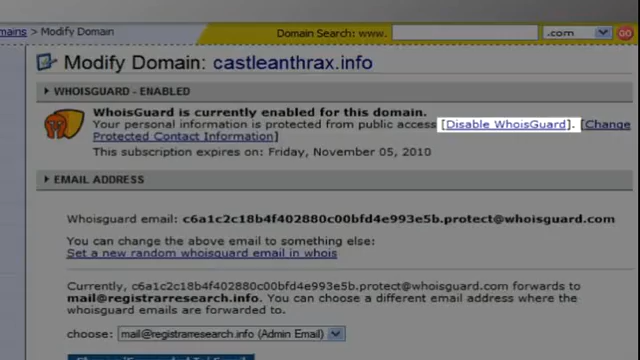 mains > Modify Domain
Domain Search: www. .com GO
Modify Domain: castleanthrax.info
WHOISGUARD - ENABLED
WhoisGuard is currently enabled for this domain.
Your personal information is protected from public access [Disable WhoisGuard]. [Change
Protected Contact Information]
This subscription expires on: Friday, November 05, 2010
EMAIL ADDRESS
Whoisguard email: c6a1c2c18b4f402880c00bfd4e993e5b.protect@whoisguard.com
You can change the above email to something else:
Set a new random whoisguard email in whois
Currently, c6a1c2c18b4f402880c00bfd4e993e5b.protect@whoisguard.com forwards to
mail@registrarresearch.info. You can choose a different email address where the
whoisguard emails are forwarded to.
choose: mail@registrarresearch.info (Admin Email)